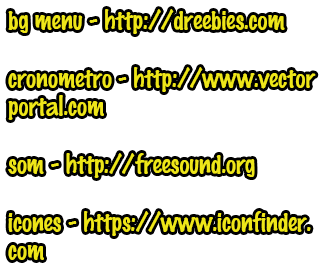 bg menu - http://dreebies.com
cronometro - http://www.vector
portal.com
som - http://freesound.org
icones - https://www.iconfinder.
com